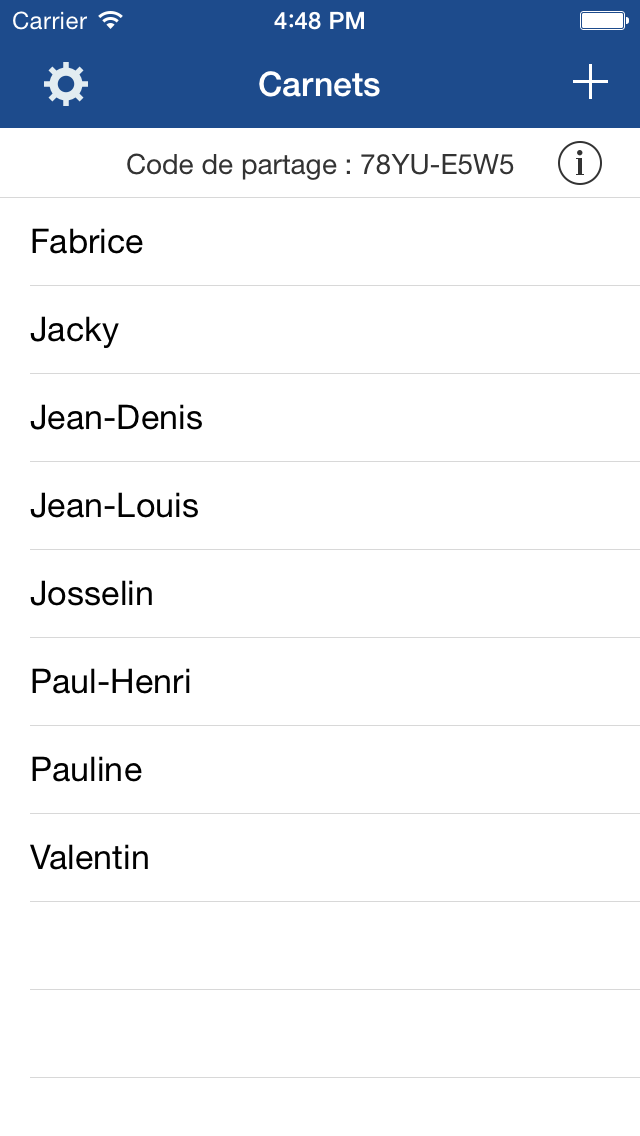 Carrier 4:48 PM
Carnets
Code de partage : 78YU-E5W5
Fabrice
Jacky
Jean-Denis
Jean-Louis
Josselin
Paul-Henri
Pauline
Valentin